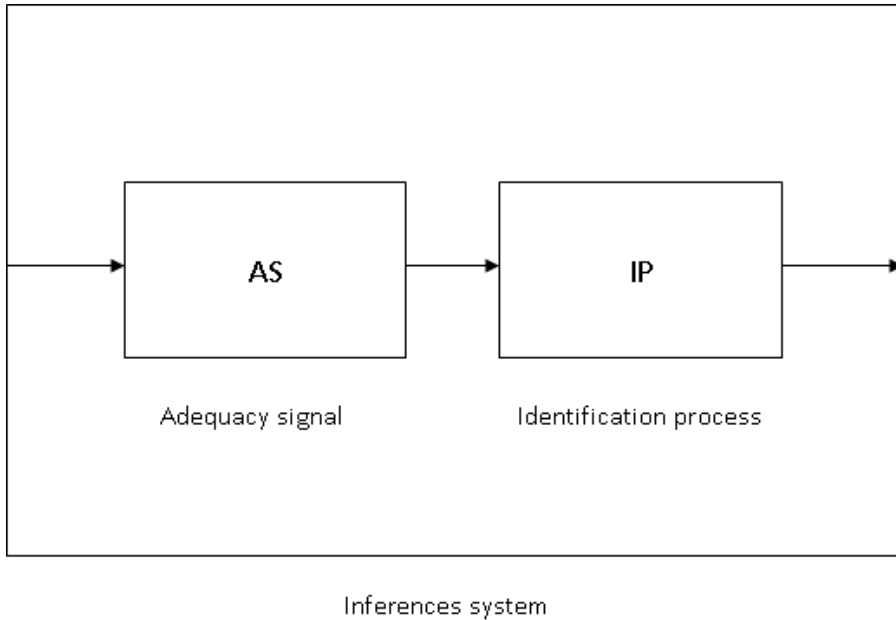 AS
IP
Adequacy signal
Identification process
Inferences system